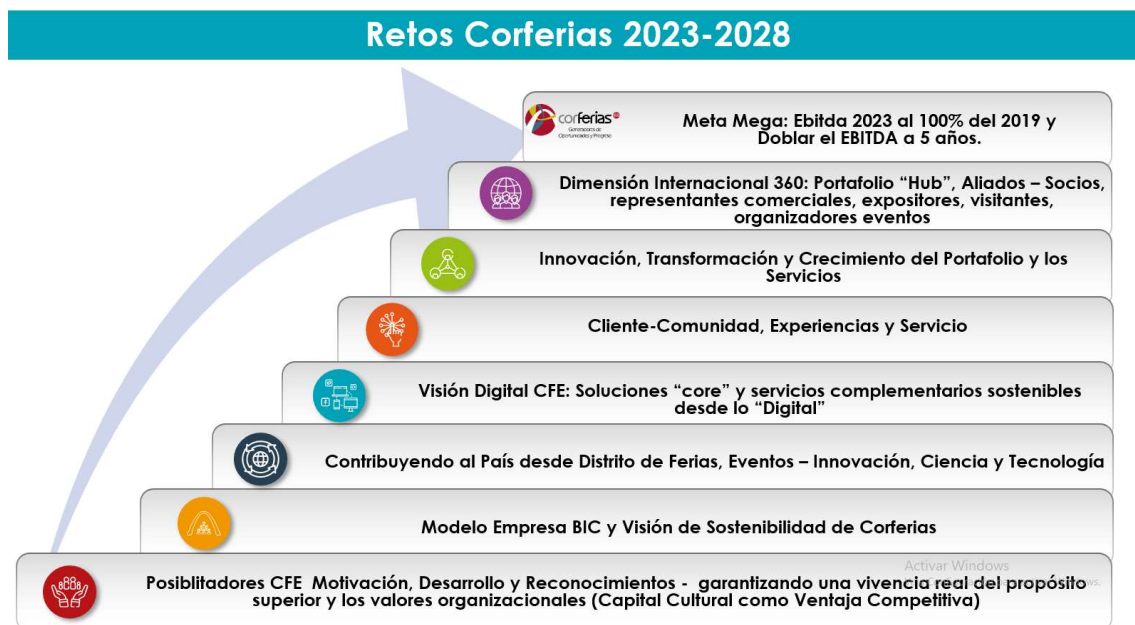 Retos Corferias 2023-2028
corferias
Generadores de
Oportunidades y Progreso
Meta Mega: Ebitda 2023 al 100% del 2019 y
Doblar el EBITDA a 5 años.
Dimensión Internacional 360: Portafolio “Hub”, Aliados – Socios,
representantes comerciales, expositores, visitantes,
organizadores eventos
Innovación, Transformación y Crecimiento del Portafolio y los
Servicios
Cliente-Comunidad, Experiencias y Servicio
Visión Digital CFE: Soluciones “core” y servicios complementarios sostenibles
desde lo “Digital”
Contribuyendo al País desde Distrito de Ferias, Eventos – Innovación, Ciencia y Tecnología
Modelo Empresa BIC y Visión de Sostenibilidad de Corferias
Activar Windows
Posiblitadores CFE Motivación, Desarrollo y Reconocimientos - garantizando una vivencia real del propósito
superior y los valores organizacionales (Capital Cultural como Ventaja Competitiva)